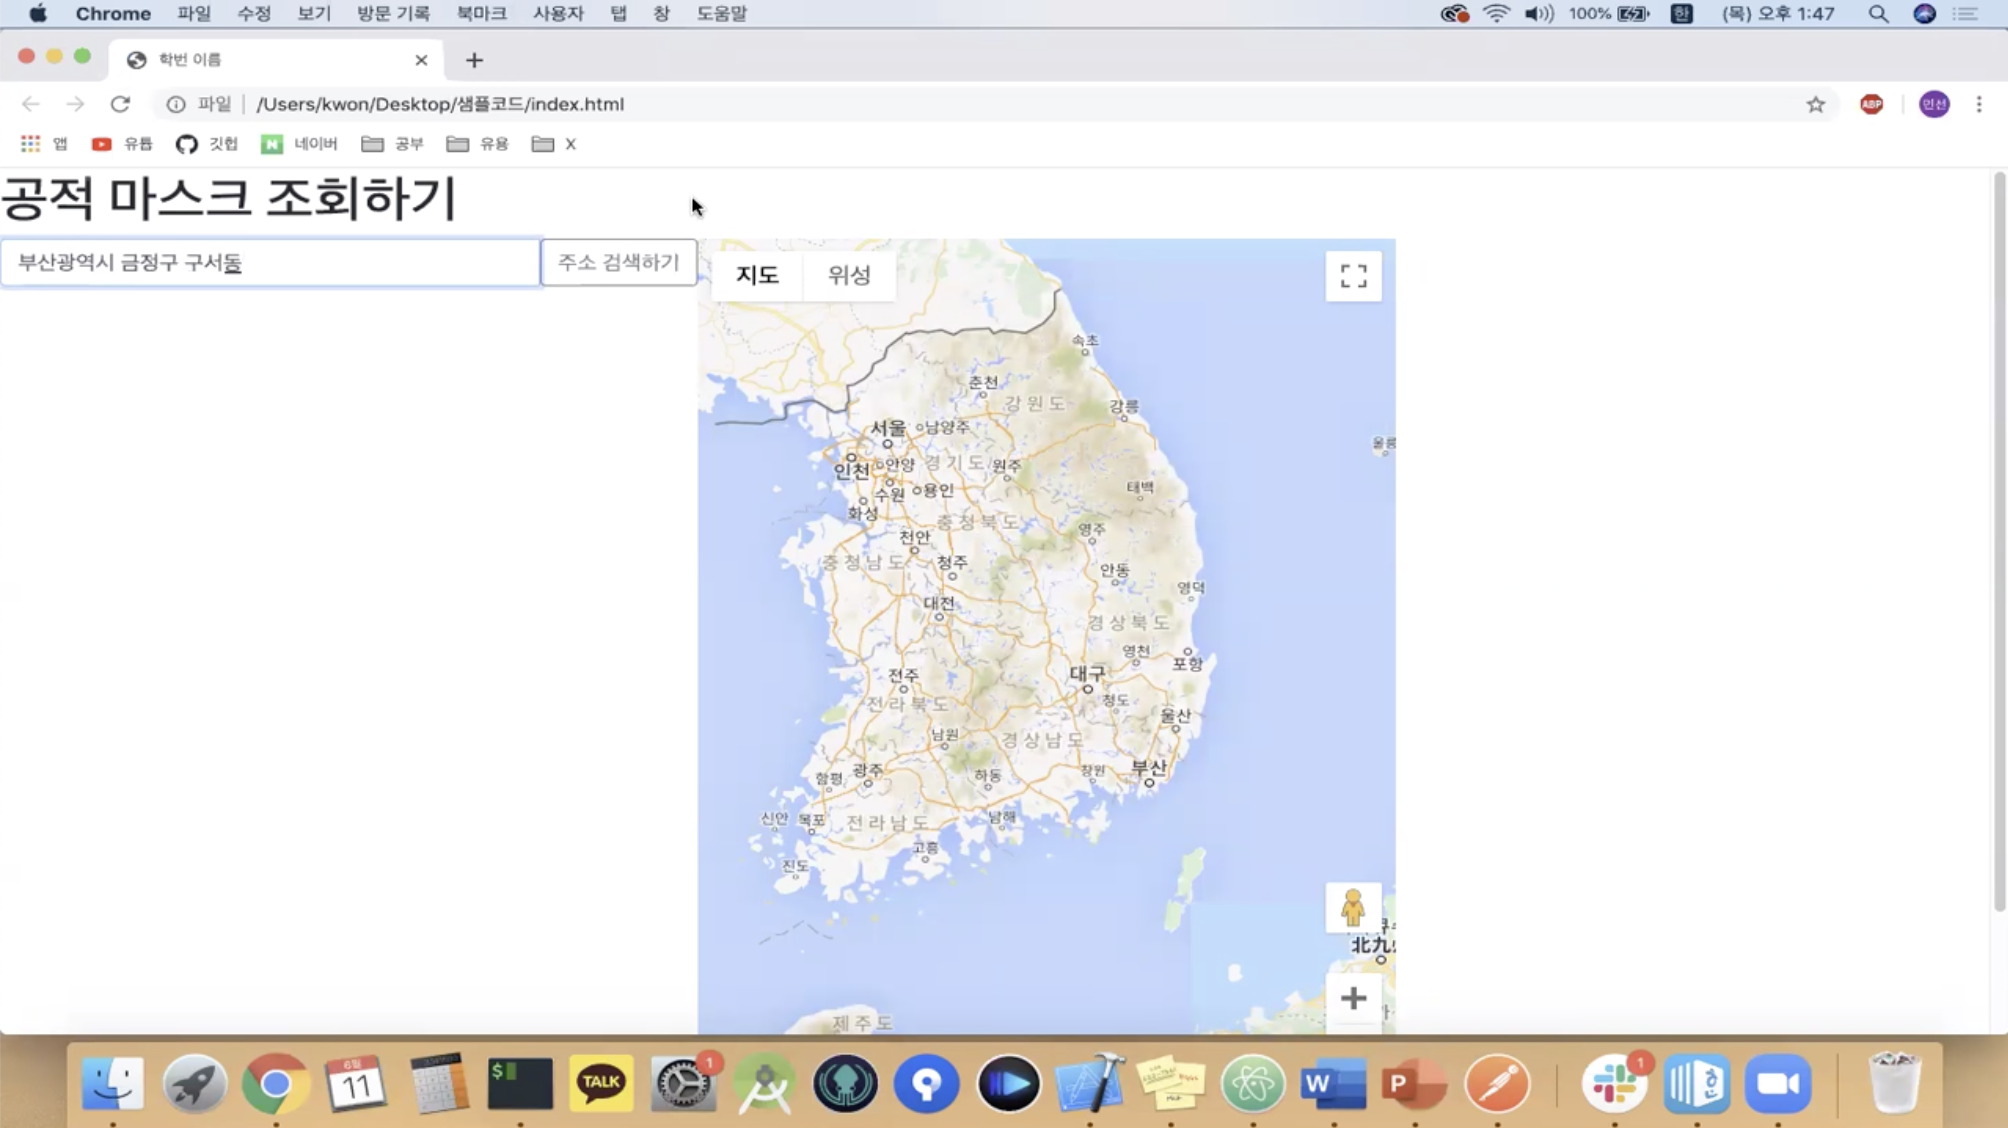 Chrome 파일 수정 보기 방문 기록 북마크 사용자 탭 창 도움말 100% 한 (목) 오후 1:47
학번 이름
파일 /Users/kwon/Desktop/샘플코드/index.html ABP 인선
앱 유튭 깃헙 N 네이버 공부 유용 X
공적 마스크 조회하기
부산광역시 금정구 구서동 주소 검색하기
지도 위성
속초
춘천
강원도
강릉
서울 남양주
울릉
인천 안양 경기도 원주
수원 용인
태백
화성
충청북도
천안
영주
충청남도 청주
안동
영덕
대전
경상북도
영천
포항
전주
대구
전라북도
청도
울산
남원
경상남도
함평 광주 하동 창원 부산
신안 목포 전라남도 남해
고흥
진도
北九
제주도
6월
11
$
TALK
1
W
P
1
한